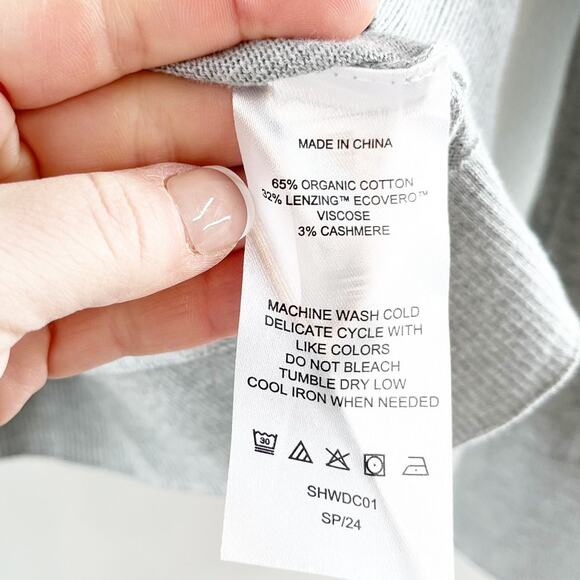 MADE IN CHINA
65% ORGANIC COTTON
32% LENZING™ ECOVERO™
VISCOSE
3% CASHMERE
MACHINE WASH COLD
DELICATE CYCLE WITH
LIKE COLORS
DO NOT BLEACH
TUMBLE DRY LOW
COOL IRON WHEN NEEDED
30
SHWDC01
SP/24